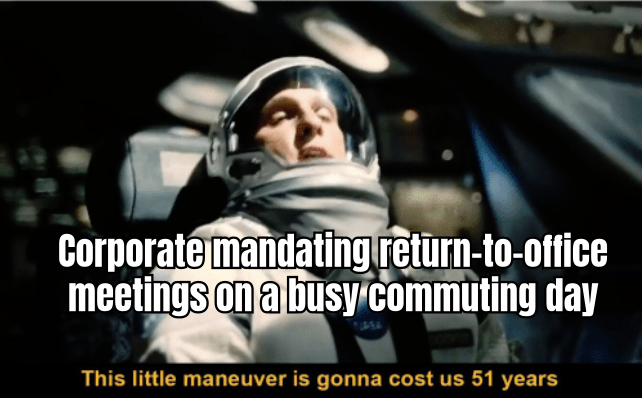 Corporate mandating return-to-office
meetings on a busy commuting day
NASA
This little maneuver is gonna cost us 51 years